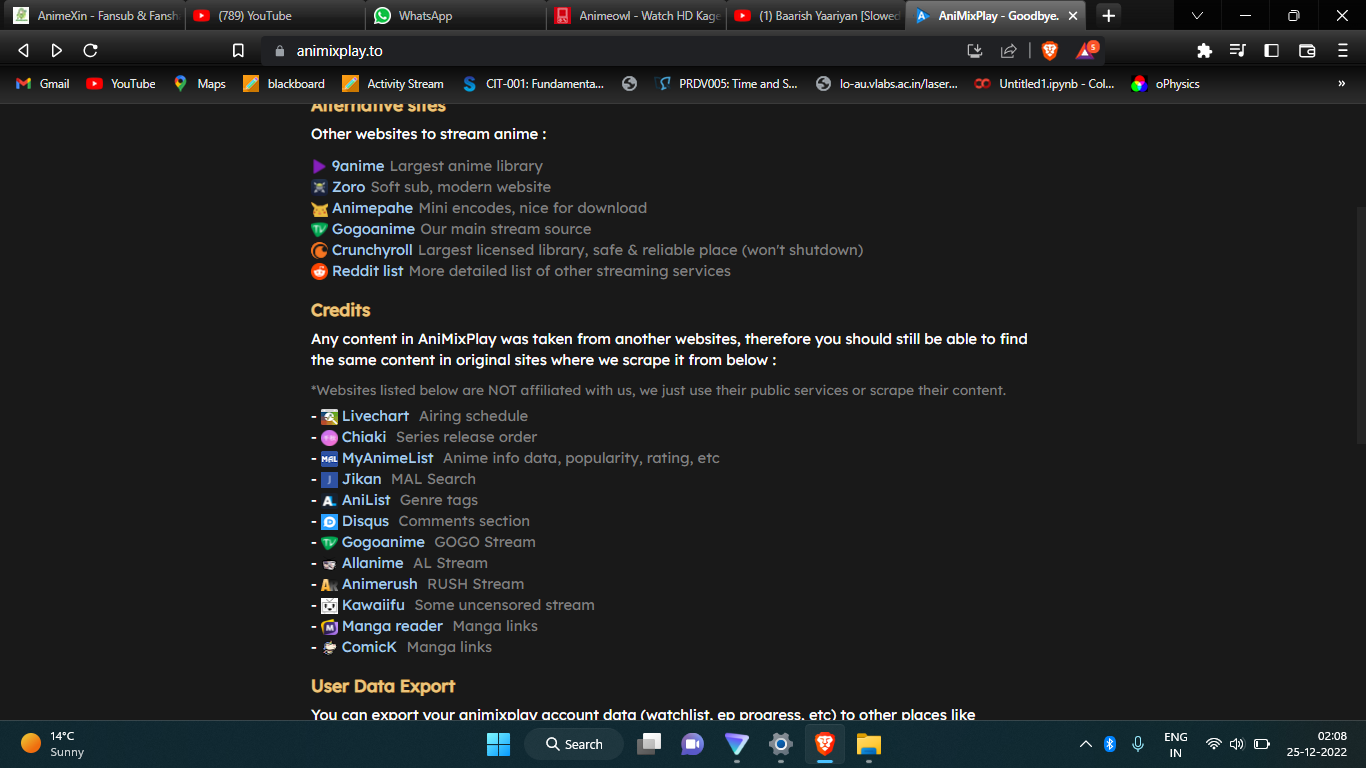 AnimeXin - Fansub & Fansh
(789) YouTube
WhatsApp
Animeowl - Watch HD Kage
(1) Baarish Yaariyan [Slowed
AniMixPlay - Goodbye.
animixplay.to
5
Gmail
YouTube
Maps
blackboard
Activity Stream
CIT-001: Fundamenta...
PRDV005: Time and S...
lo-au.vlabs.ac.in/laser...
Untitled1.ipynb - Col...
oPhysics
»
Alternative sites
Other websites to stream anime :
9anime Largest anime library
Zoro Soft sub, modern website
Animepahe Mini encodes, nice for download
Gogoanime Our main stream source
Crunchyroll Largest licensed library, safe & reliable place (won't shutdown)
Reddit list More detailed list of other streaming services
Credits
Any content in AniMixPlay was taken from another websites, therefore you should still be able to find
the same content in original sites where we scrape it from below :
*Websites listed below are NOT affiliated with us, we just use their public services or scrape their content.
- Livechart Airing schedule
- Chiaki Series release order
- MAL MyAnimeList Anime info data, popularity, rating, etc
- J Jikan MAL Search
- AniList Genre tags
- Disqus Comments section
- Gogoanime GOGO Stream
- Allanime AL Stream
- Animerush RUSH Stream
- Kawaiifu Some uncensored stream
- Manga reader Manga links
- ComicK Manga links
User Data Export
You can export your animixplay account data (watchlist, ep progress, etc) to other places like
14°C
Sunny
Search
ENG
IN
02:08
25-12-2022